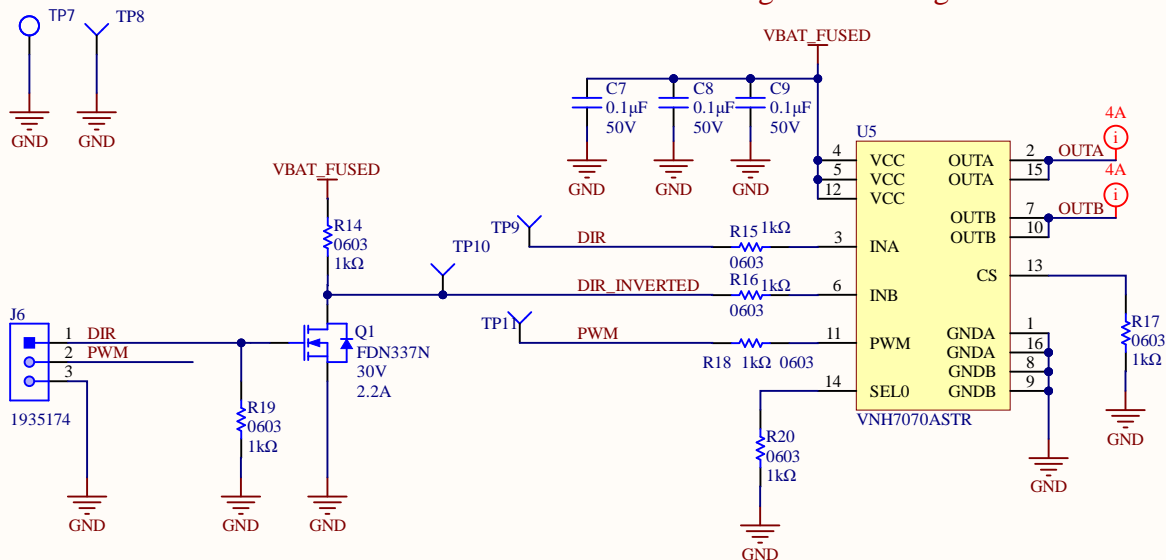 TP7
TP8
GND
GND
VBAT_FUSED
C7
0.1µF
50V
C8
0.1µF
50V
C9
0.1µF
50V
GND
GND
GND
U5
4 VCC
5 VCC
12 VCC
3 INA
6 INB
11 PWM
14 SEL0
OUTA 2
OUTA 15
OUTB 7
OUTB 10
CS 13
GNDA 1
GNDA 16
GNDB 8
GNDB 9
VNH7070ASTR
4A
i
OUTA
4A
i
OUTB
VBAT_FUSED
R14
0603
1kΩ
TP10
TP9
DIR
R15 1kΩ
0603
DIR_INVERTED
R16 1kΩ
0603
TP11
PWM
R18 1kΩ 0603
J6
1 DIR
2 PWM
3
1935174
Q1
FDN337N
30V
2.2A
R19
0603
1kΩ
R20
0603
1kΩ
R17
0603
1kΩ
GND
GND
GND
GND
GND
GND